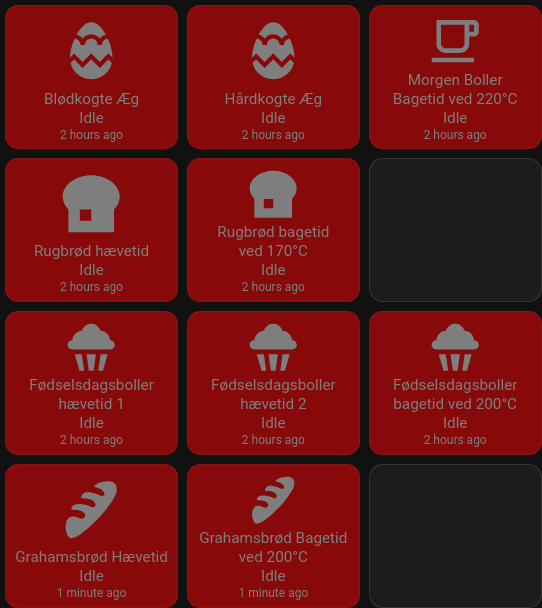 Blødkogte Æg
Idle
2 hours ago
Hårdkogte Æg
Idle
2 hours ago
Morgen Boller
Bagetid ved 220°C
Idle
2 hours ago
Rugbrød hævetid
Idle
2 hours ago
Rugbrød bagetid
ved 170°C
Idle
2 hours ago
Fødselsdagsboller
hævetid 1
Idle
2 hours ago
Fødselsdagsboller
hævetid 2
Idle
2 hours ago
Fødselsdagsboller
bagetid ved 200°C
Idle
2 hours ago
Grahamsbrød Hævetid
Idle
1 minute ago
Grahamsbrød Bagetid
ved 200°C
Idle
1 minute ago